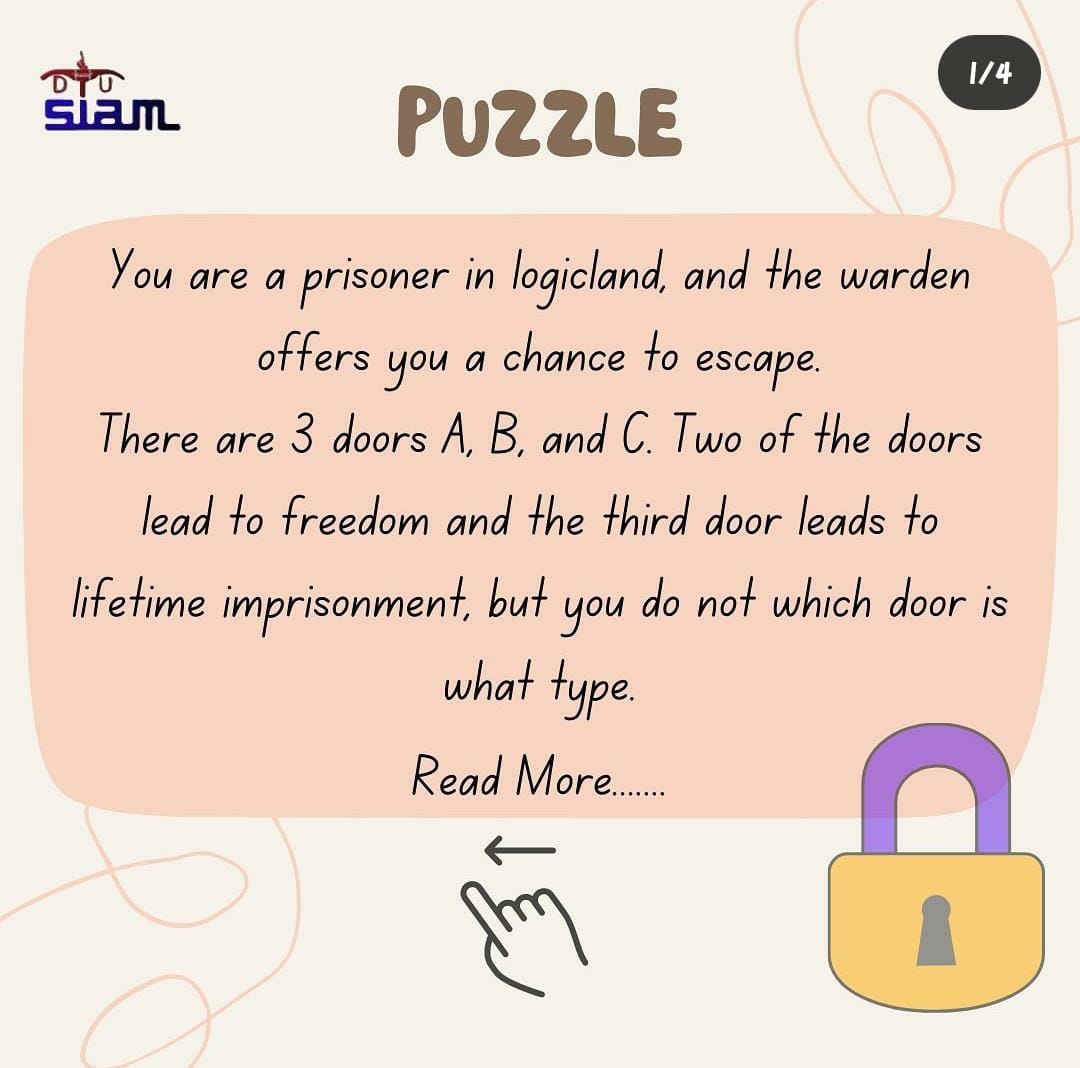 DTU
SIAM
1/4
PUZZLE
You are a prisoner in logicland, and the warden
offers you a chance to escape.
There are 3 doors A, B, and C. Two of the doors
lead to freedom and the third door leads to
lifetime imprisonment, but you do not which door is
what type.
Read More.......